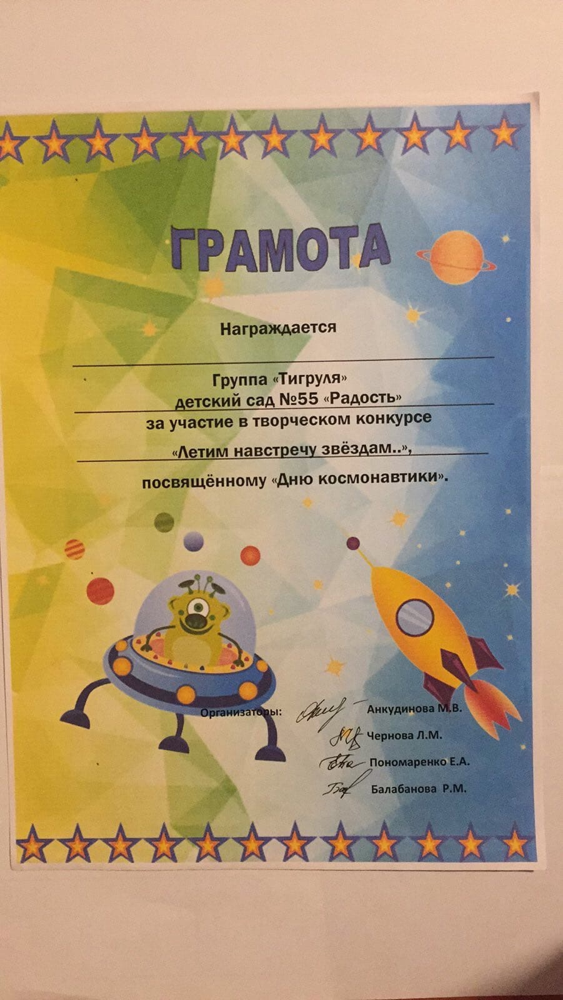 ГРАМОТА
Награждается
Группа «Тигруля»
детский сад №55 «Радость»
за участие в творческом конкурсе
«Летим навстречу звёздам..»,
посвящённому «Дню космонавтики».
Организаторы: Анкудинова М.В.
Чернова Л.М.
Пономаренко Е.А.
Балабанова Р.М.